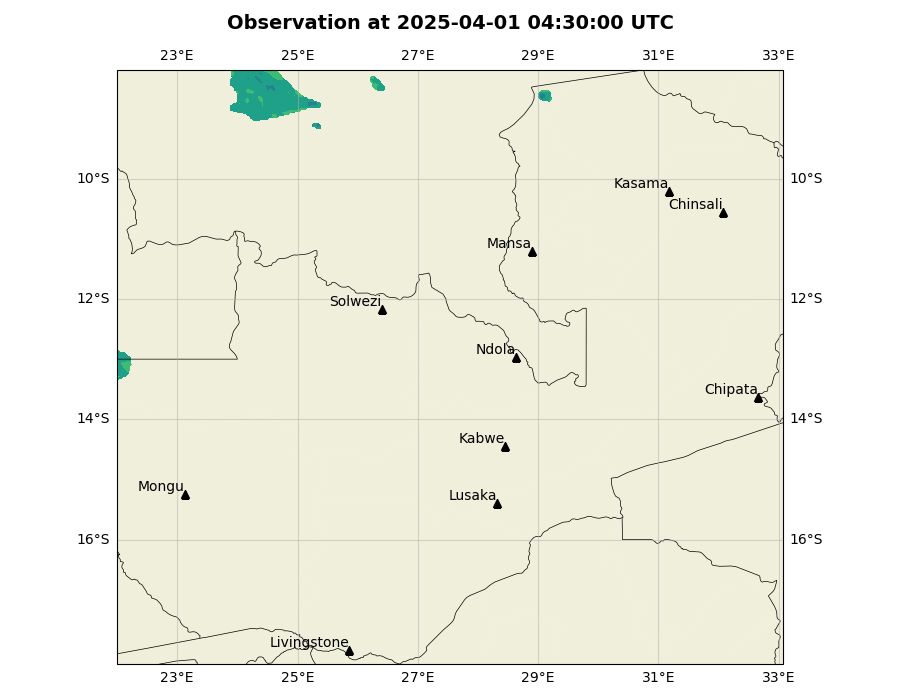 Observation at 2025-04-01 04:30:00 UTC
23°E 25°E 27°E 29°E 31°E 33°E
10°S 10°S
Kasama
Chinsali
Mansa
12°S 12°S
Solwezi
Ndola
Chipata
14°S 14°S
Kabwe
Mongu
Lusaka
16°S 16°S
Livingstone
23°E 25°E 27°E 29°E 31°E 33°E